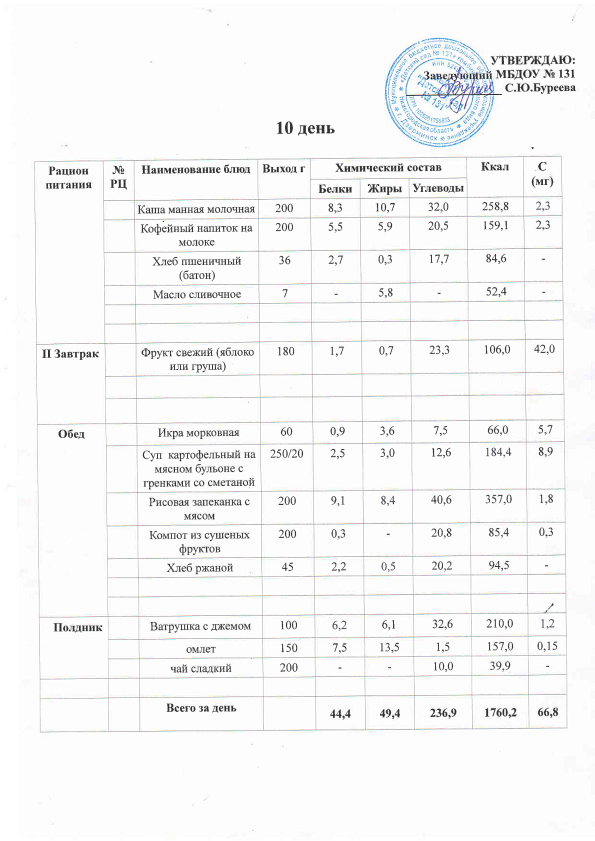 УТВЕРЖДАЮ:
Заведующий МБДОУ № 131
С.Ю.Буреева
10 день
Рацион питания № РЦ Наименование блюд Выход г Химический состав Ккал С (мг)
Белки Жиры Углеводы
Каша манная молочная 200 8,3 10,7 32,0 258,8 2,3
Кофейный напиток на 200 5,5 5,9 20,5 159,1 2,3
молоке
Хлеб пшеничный 36 2,7 0,3 17,7 84,6 -
(батон)
Масло сливочное 7 - 5,8 - 52,4 -
II Завтрак Фрукт свежий (яблоко 180 1,7 0,7 23,3 106,0 42,0
или груша)
Обед Икра морковная 60 0,9 3,6 7,5 66,0 5,7
Суп картофельный на 250/20 2,5 3,0 12,6 184,4 8,9
мясном бульоне с
гренками со сметаной
Рисовая запеканка с 200 9,1 8,4 40,6 357,0 1,8
мясом
Компот из сушеных 200 0,3 - 20,8 85,4 0,3
фруктов
Хлеб ржаной 45 2,2 0,5 20,2 94,5 -
Полдник Ватрушка с джемом 100 6,2 6,1 32,6 210,0 1,2
омлет 150 7,5 13,5 1,5 157,0 0,15
чай сладкий 200 - - 10,0 39,9 -
Всего за день 44,4 49,4 236,9 1760,2 66,8